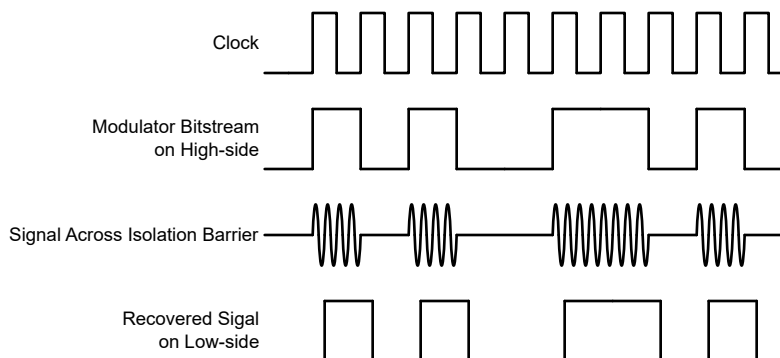 Clock
Modulator Bitstream
on High-side
Signal Across Isolation Barrier
Recovered Sigal
on Low-side